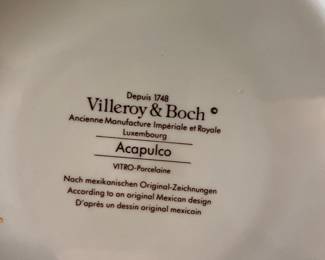 Depuis 1748
Villeroy & Boch ©
Ancienne Manufacture Impériale et Royale
Luxembourg
Acapulco
VITRO-Porcelaine
Nach mexikanischen Original-Zeichnungen
According to an original Mexican design
D'après un dessin original mexicain